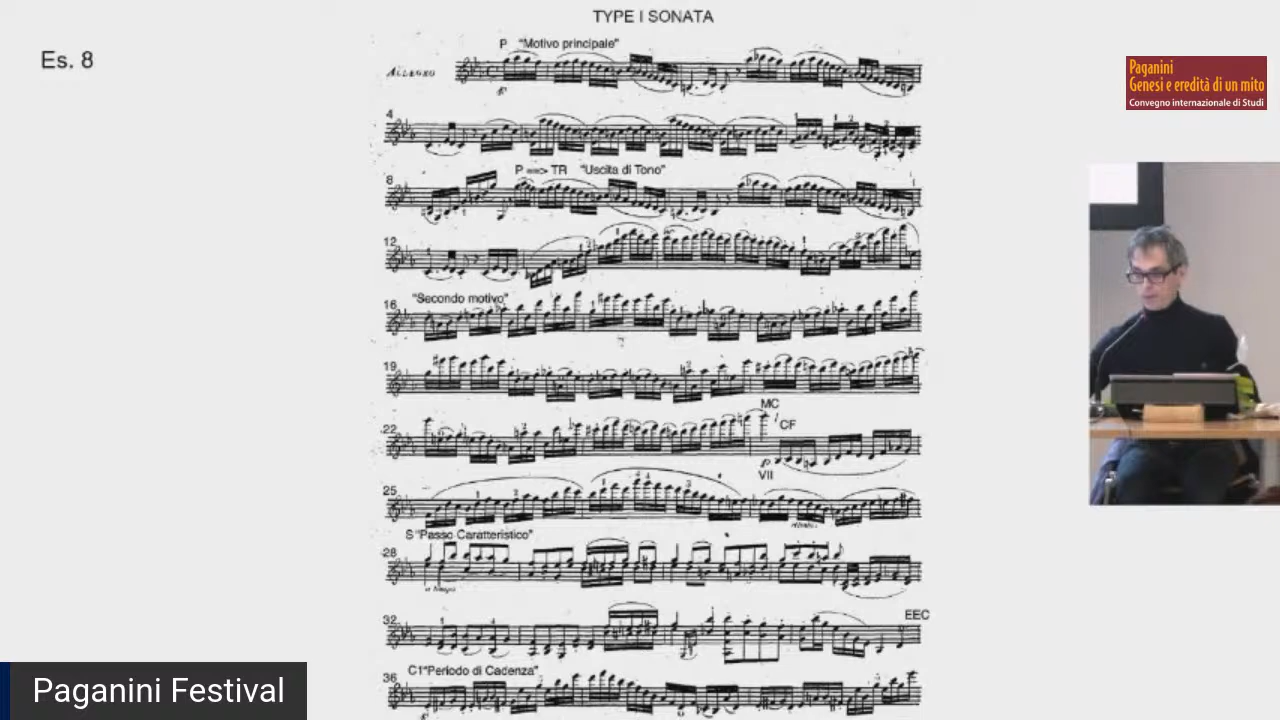 TYPE I SONATA
Es. 8
P "Motivo principale"
ALLEGRO
4
P ==> TR "Uscita di Tono"
8
12
"Secondo motivo"
16
19
MC
CF
22
VII
25
S "Passo Caratteristico"
28
a tempo
32
EEC
C1 "Periodo di Cadenza"
36
Paganini
Genesi e eredità di un mito
Convegno internazionale di Studi
Paganini Festival